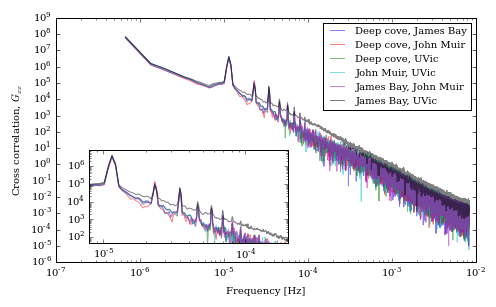 10^9
10^8
10^7
10^6
10^5
10^4
10^3
10^2
10^1
10^0
10^-1
10^-2
10^-3
10^-4
10^-5
10^-6
Cross correlation, G_xx
Deep cove, James Bay
Deep cove, John Muir
Deep cove, UVic
John Muir, UVic
James Bay, John Muir
James Bay, UVic
10^6
10^5
10^4
10^3
10^2
10^-5 10^-4
10^-7 10^-6 10^-5 10^-4 10^-3 10^-2
Frequency [Hz]